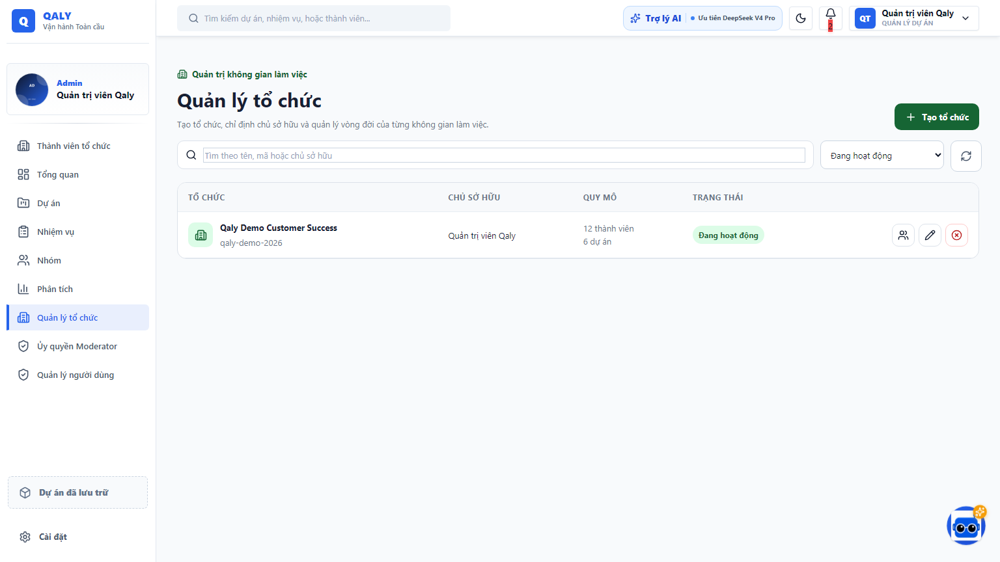 Q
QALY
Vận hành Toàn cầu
Tìm kiếm dự án, nhiệm vụ, hoặc thành viên...
Trợ lý AI
Ưu tiên DeepSeek V4 Pro
2
QT
Quản trị viên Qaly
QUẢN LÝ DỰ ÁN
AD
Admin
Quản trị viên Qaly
Thành viên tổ chức
Tổng quan
Dự án
Nhiệm vụ
Nhóm
Phân tích
Quản lý tổ chức
Ủy quyền Moderator
Quản lý người dùng
Dự án đã lưu trữ
Cài đặt
Quản trị không gian làm việc
Quản lý tổ chức
Tạo tổ chức, chỉ định chủ sở hữu và quản lý vòng đời của từng không gian làm việc.
Tạo tổ chức
Tìm theo tên, mã hoặc chủ sở hữu
Đang hoạt động
TỔ CHỨC
CHỦ SỞ HỮU
QUY MÔ
TRẠNG THÁI
Qaly Demo Customer Success
qaly-demo-2026
Quản trị viên Qaly
12 thành viên
6 dự án
Đang hoạt động